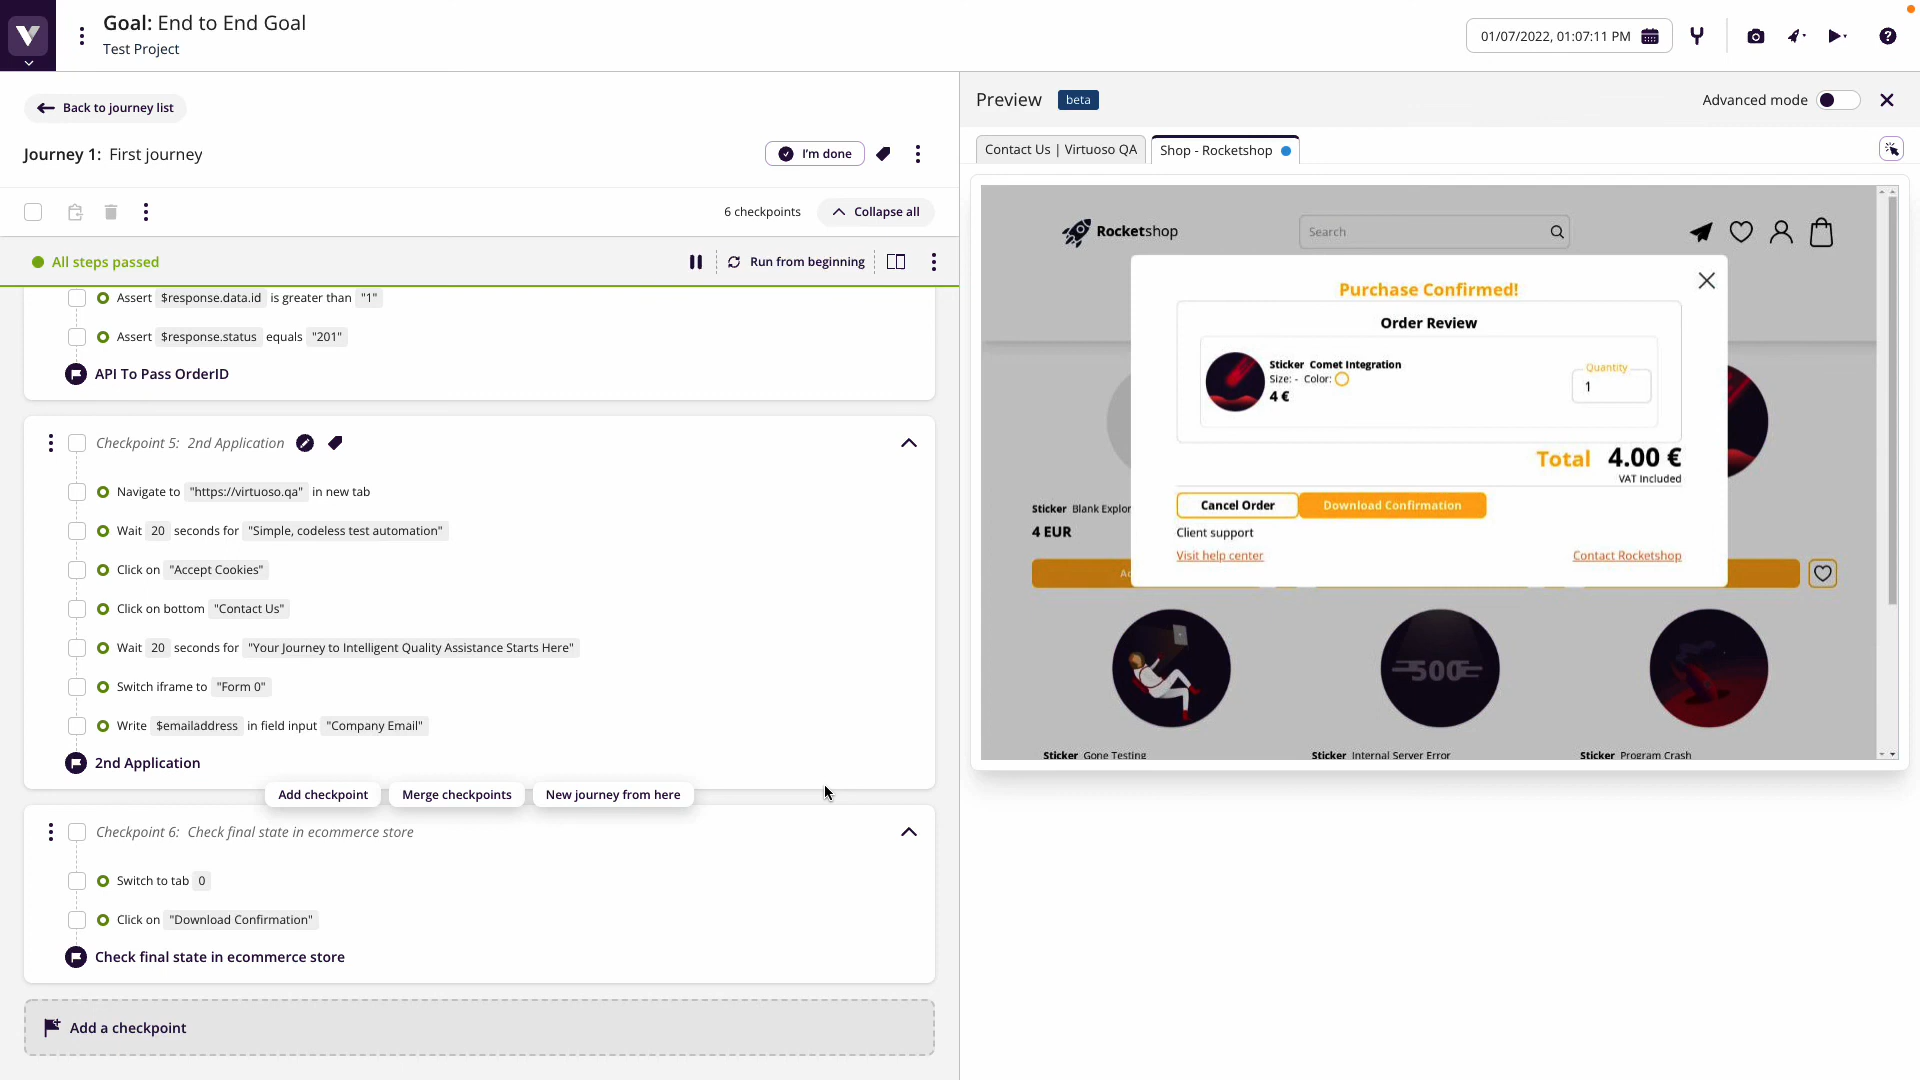 Goal: End to End Goal
Test Project
01/07/2022, 01:07:11 PM
Back to journey list
Journey 1: First journey
I'm done
6 checkpoints
Collapse all
All steps passed
Run from beginning
Assert $response.data.id is greater than "1"
Assert $response.status equals "201"
API To Pass OrderID
Checkpoint 5: 2nd Application
Navigate to "https://virtuoso.qa" in new tab
Wait 20 seconds for "Simple, codeless test automation"
Click on "Accept Cookies"
Click on bottom "Contact Us"
Wait 20 seconds for "Your Journey to Intelligent Quality Assistance Starts Here"
Switch iframe to "Form 0"
Write $emailaddress in field input "Company Email"
2nd Application
Add checkpoint
Merge checkpoints
New journey from here
Checkpoint 6: Check final state in ecommerce store
Switch to tab 0
Click on "Download Confirmation"
Check final state in ecommerce store
Add a checkpoint
Preview beta
Advanced mode
Contact Us | Virtuoso QA
Shop - Rocketshop
Rocketshop
Search
Purchase Confirmed!
Order Review
Sticker Comet Integration
Size: - Color:
4 €
Quantity
1
Total 4.00 €
VAT Included
Cancel Order
Download Confirmation
Client support
Visit help center
Contact Rocketshop
Sticker Blank Explor
4 EUR
500
Sticker Gone Testing
Sticker Internal Server Error
Sticker Program Crash